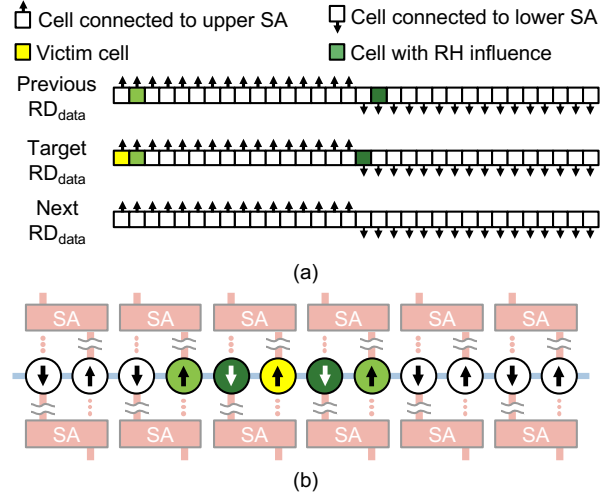 Cell connected to upper SA
Cell connected to lower SA
Victim cell
Cell with RH influence
Previous
RDdata
Target
RDdata
Next
RDdata
(a)
SA SA SA SA SA SA
SA SA SA SA SA SA
(b)